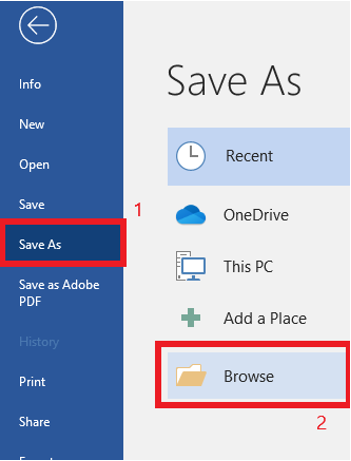 Info
New
Open
Save
1
Save As
Save as Adobe
PDF
History
Print
Share
Save As
Recent
OneDrive
This PC
Add a Place
Browse
2